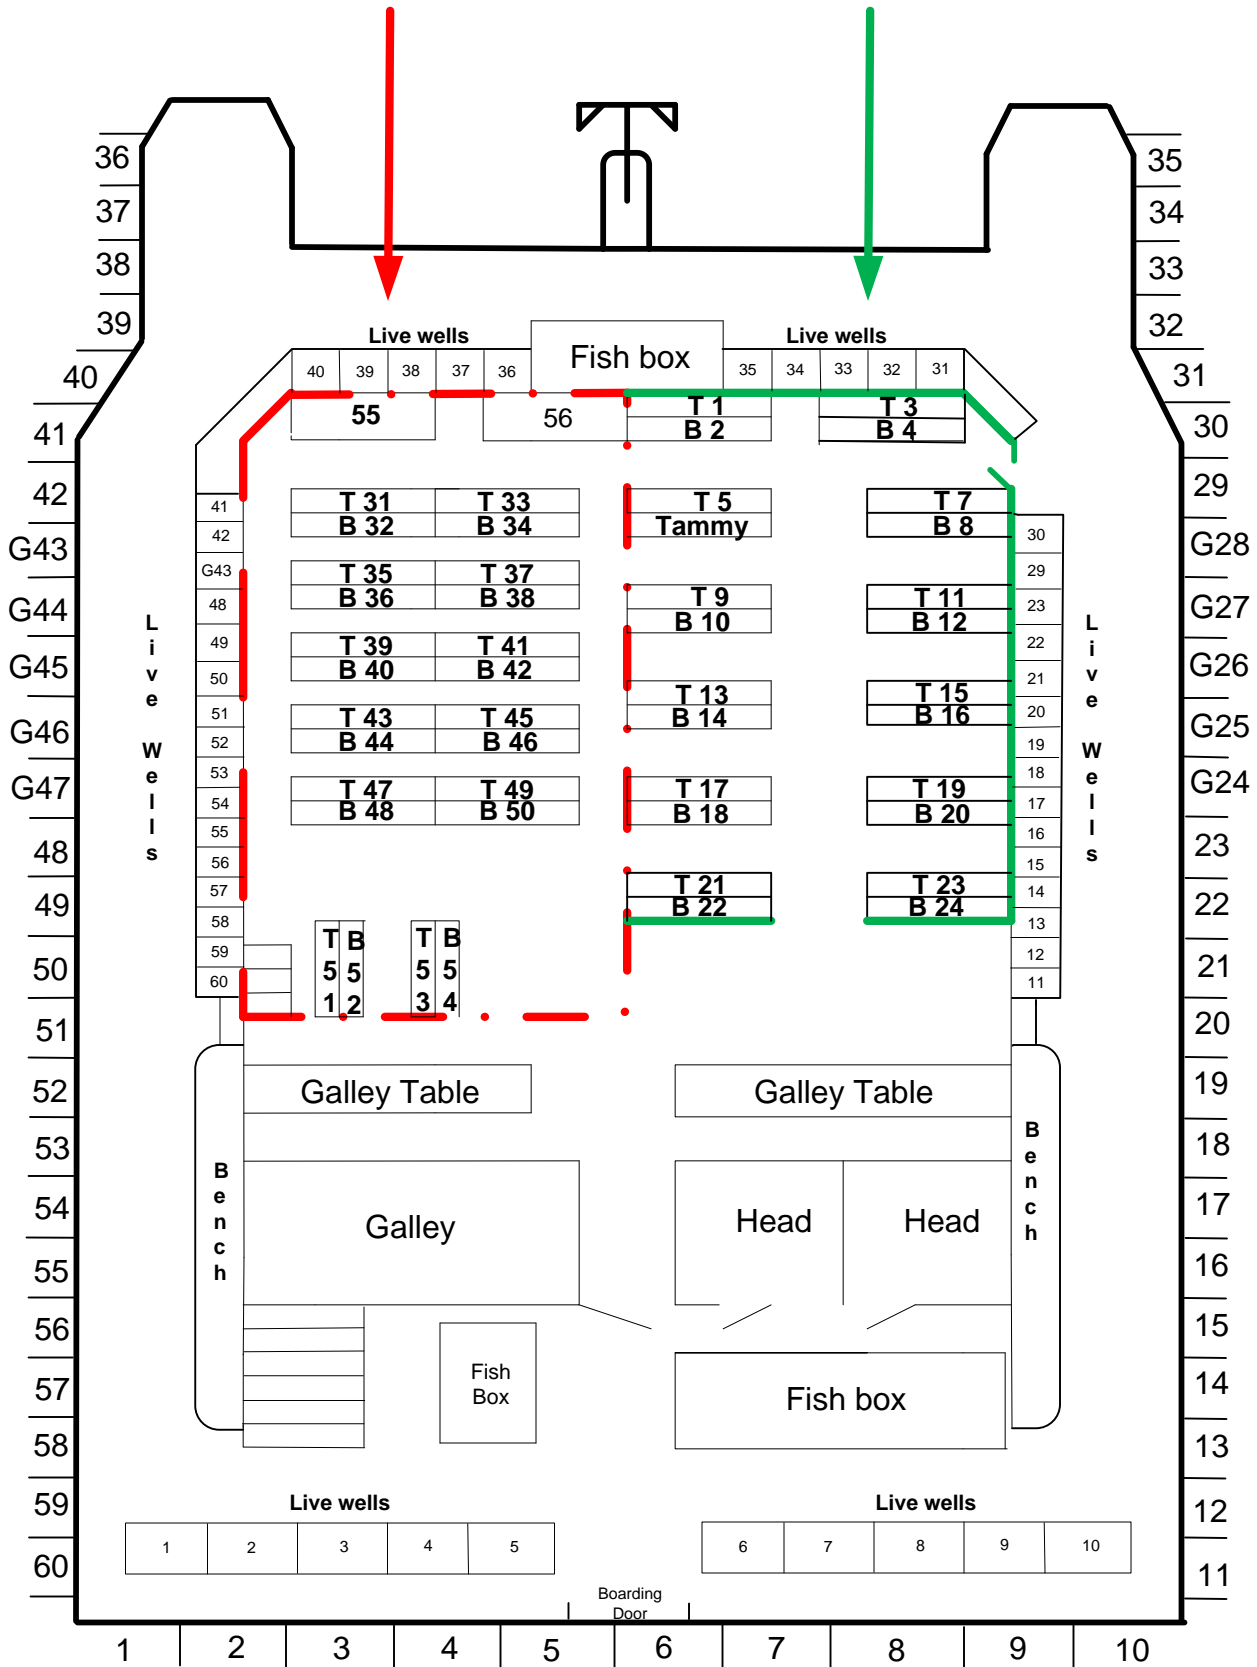 36
35
37
34
38
33
39
32
Live wells
Live wells
40
31
Fish box
40 39 38 37 36
35 34 33 32 31
41
30
55
56
T 1
B 2
T 3
B 4
42
29
T 31
B 32
T 33
B 34
T 5
Tammy
T 7
B 8
G43
G28
T 35
B 36
T 37
B 38
T 9
B 10
T 11
B 12
G44
G27
T 39
B 40
T 41
B 42
G45
G26
T 13
B 14
T 15
B 16
T 43
B 44
T 45
B 46
G46
G25
T 47
B 48
T 49
B 50
T 17
B 18
T 19
B 20
G47
G24
48
23
T 21
B 22
T 23
B 24
49
22
T 51
B 52
T 53
B 54
50
21
41
42
G43
48
49
50
51
52
53
54
55
56
57
58
59
60
30
29
23
22
21
20
19
18
17
16
15
14
13
12
11
Live Wells
Live Wells
51
20
52
19
Galley Table
Galley Table
53
18
Bench
Bench
54
17
Galley
Head
Head
55
16
56
15
57
14
Fish
Box
Fish box
58
13
59
12
Live wells
Live wells
1 2 3 4 5
6 7 8 9 10
60
11
Boarding
Door
1 2 3 4 5 6 7 8 9 10